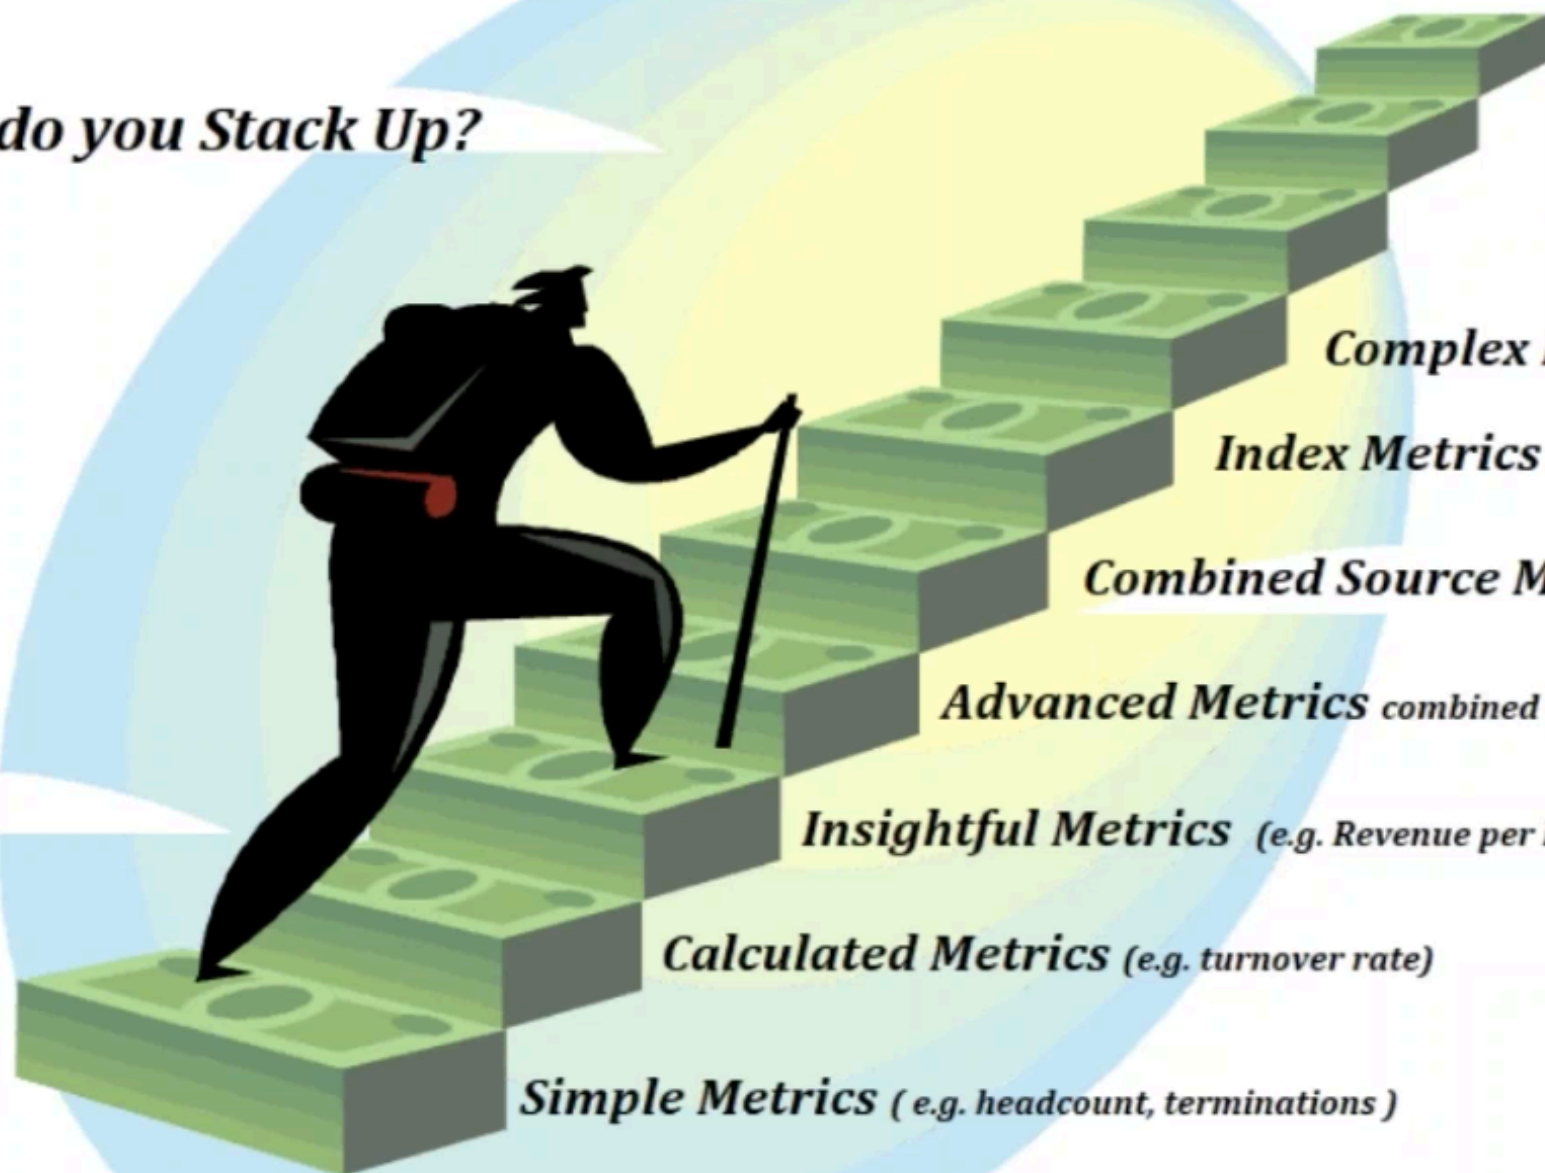 do you Stack Up?
Complex
Index Metrics
Combined Source
Advanced Metrics combined
Insightful Metrics (e.g. Revenue per
Calculated Metrics (e.g. turnover rate)
Simple Metrics ( e.g. headcount, terminations )